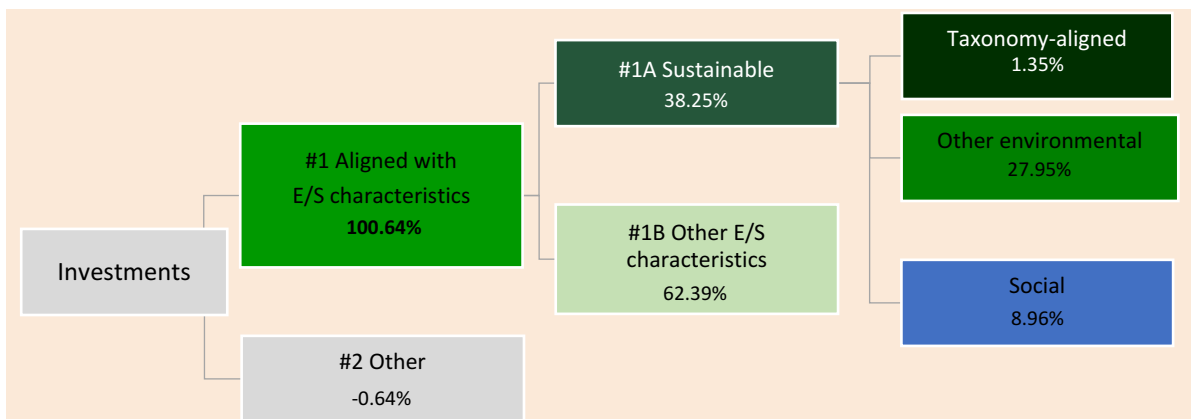 Investments
#1 Aligned with
E/S characteristics
100.64%
#2 Other
-0.64%
#1A Sustainable
38.25%
#1B Other E/S
characteristics
62.39%
Taxonomy-aligned
1.35%
Other environmental
27.95%
Social
8.96%